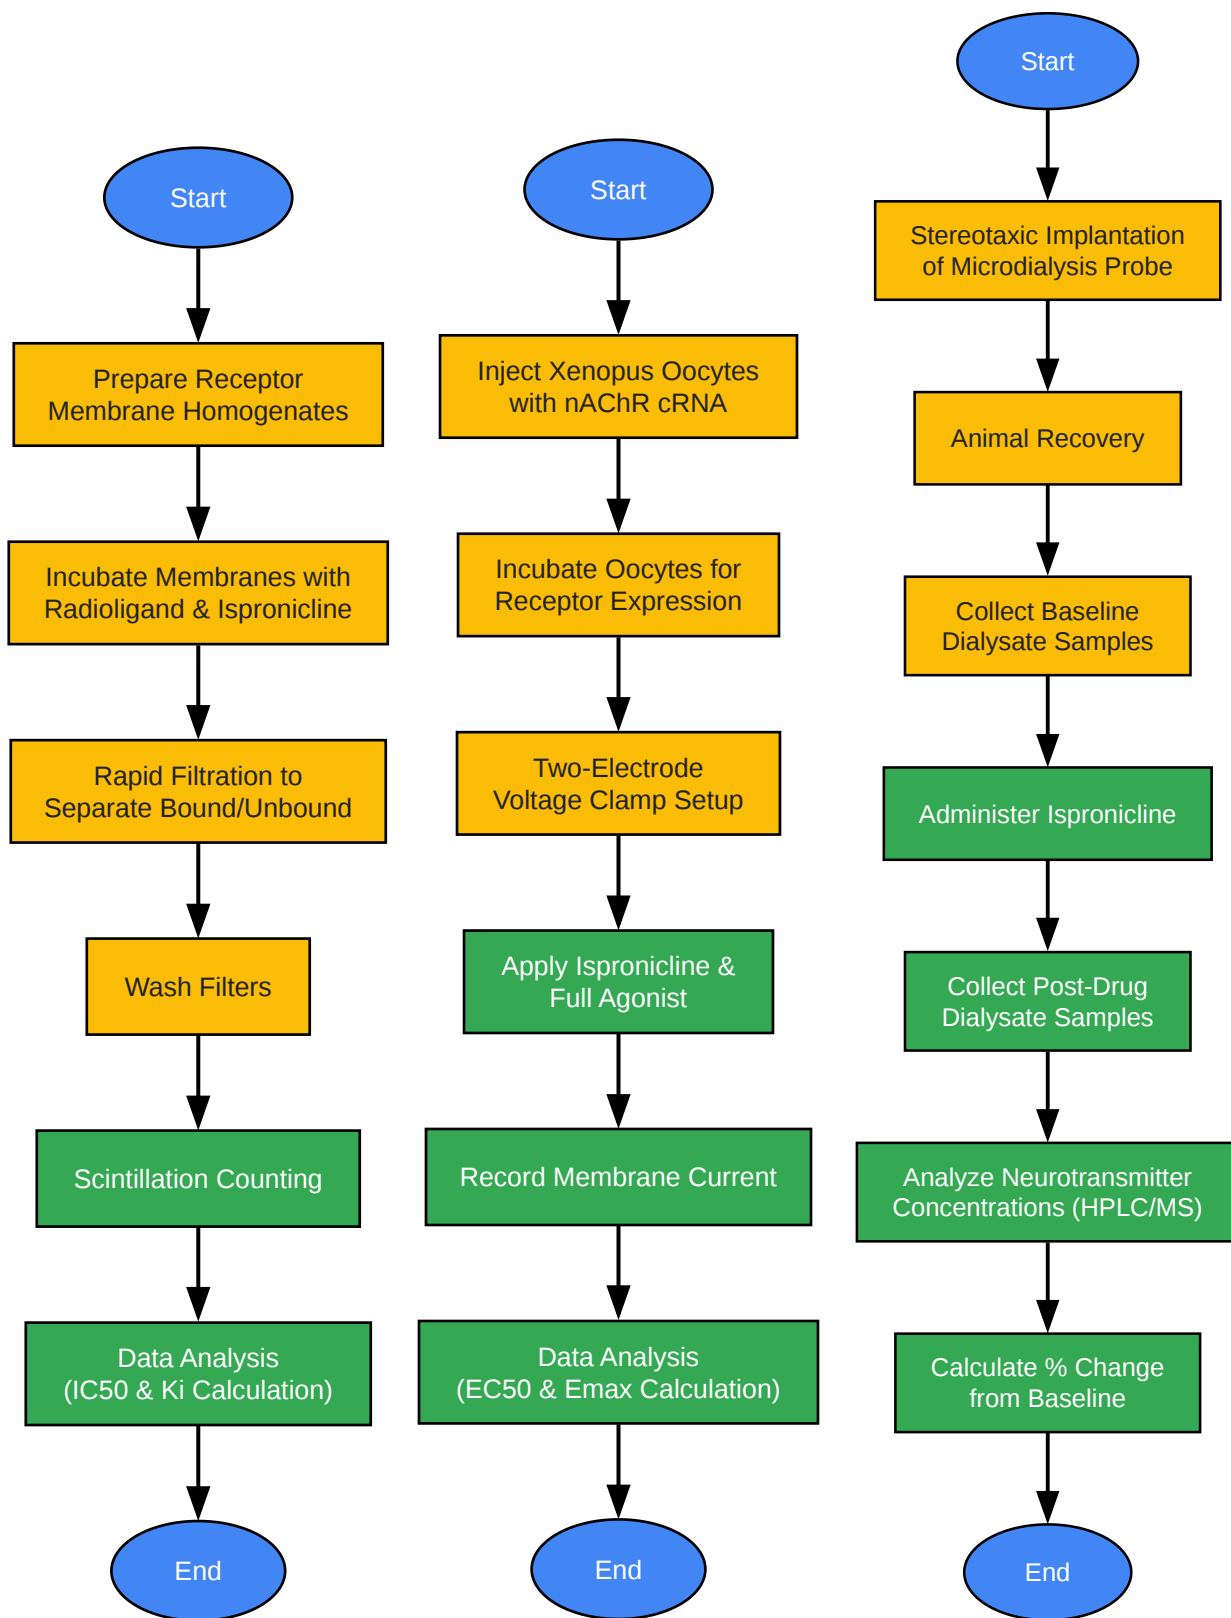 Start
Prepare Receptor
Membrane Homogenates
Incubate Membranes with
Radioligand & Ispronicline
Rapid Filtration to
Separate Bound/Unbound
Wash Filters
Scintillation Counting
Data Analysis
(IC50 & Ki Calculation)
End
Start
Inject Xenopus Oocytes
with nAChR cRNA
Incubate Oocytes for
Receptor Expression
Two-Electrode
Voltage Clamp Setup
Apply Ispronicline &
Full Agonist
Record Membrane Current
Data Analysis
(EC50 & Emax Calculation)
End
Start
Stereotaxic Implantation
of Microdialysis Probe
Animal Recovery
Collect Baseline
Dialysate Samples
Administer Ispronicline
Collect Post-Drug
Dialysate Samples
Analyze Neurotransmitter
Concentrations (HPLC/MS)
Calculate % Change
from Baseline
End